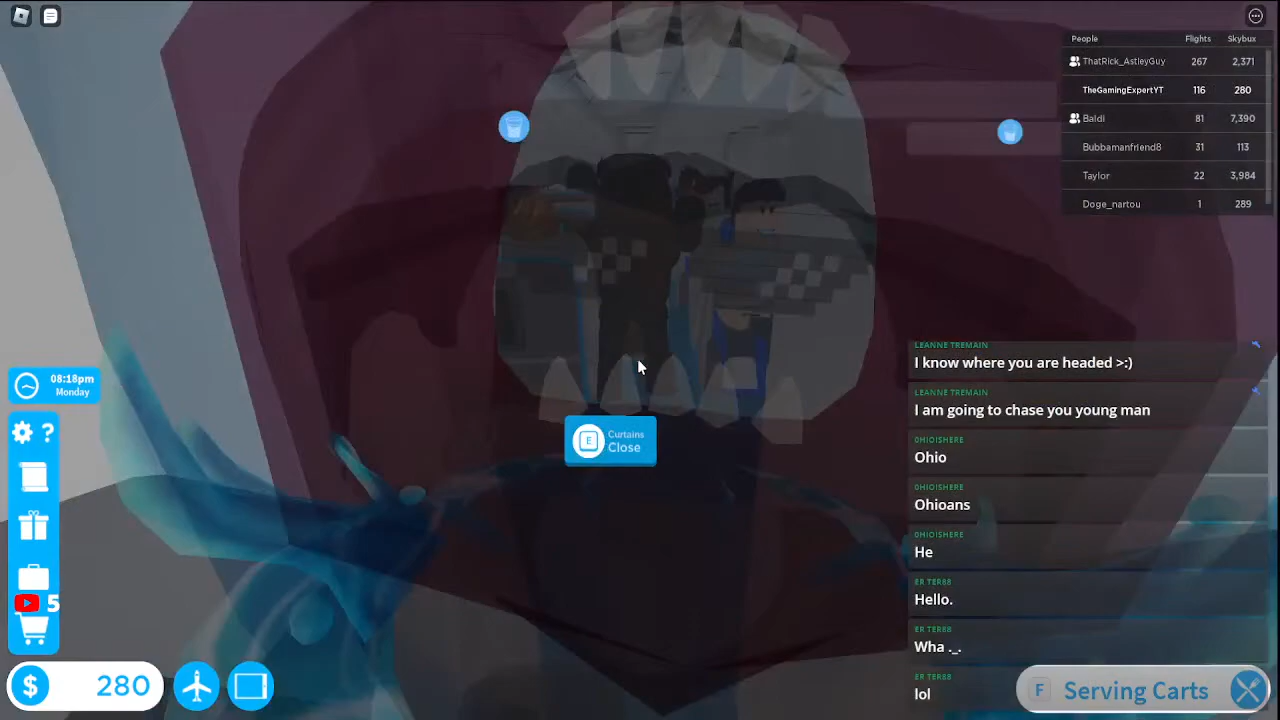 People Flights Skybux
ThatRick_AstleyGuy 267 2,371
TheGamingExpertYT 116 280
Baldi 81 7,390
Bubbamanfriend8 31 113
Taylor 22 3,984
Doge_nartou 1 289
LEANNE TREMAIN
I know where you are headed >:)
LEANNE TREMAIN
I am going to chase you young man
OHIOISHERE
Ohio
OHIOISHERE
Ohioans
OHIOISHERE
He
ER TER88
Hello.
ER TER88
Wha ._.
ER TER88
lol
08:18pm
Monday
?
5
E Curtains
Close
$ 280
F Serving Carts